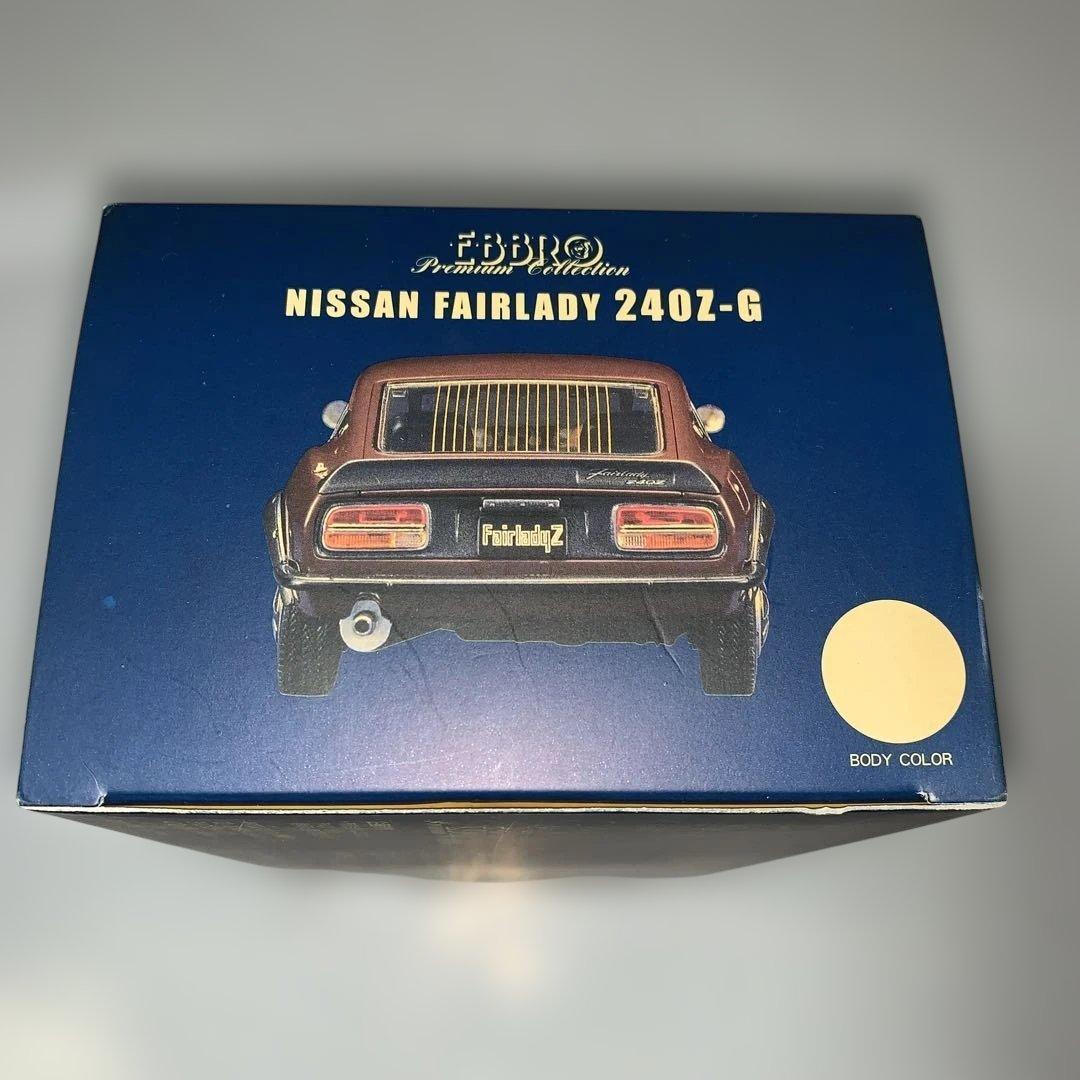 EBBRO
Premium Collection
NISSAN FAIRLADY 240Z-G
Fairlady
240Z
FairladyZ
BODY COLOR